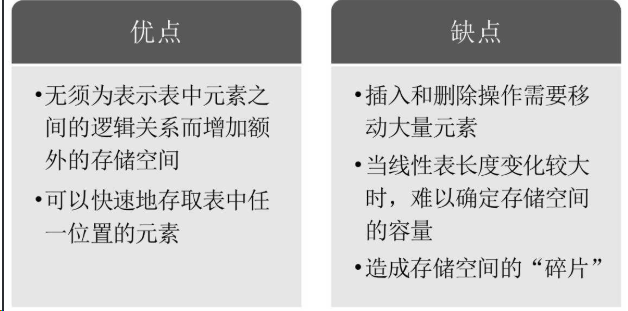 优点
•无须为表示表中元素之
间的逻辑关系而增加额
外的存储空间
•可以快速地存取表中任
一位置的元素
缺点
•插入和删除操作需要移
动大量元素
•当线性表长度变化较大
时，难以确定存储空间
的容量
•造成存储空间的“碎片”